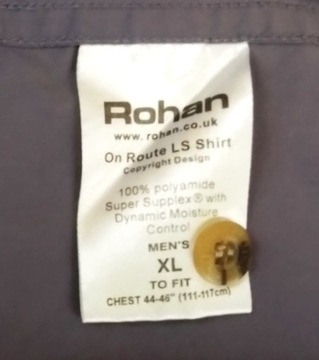 Rohan
www.rohan.co.uk
On Route LS Shirt
Copyright Design
100% polyamide
Super Supplex® with
Dynamic Moisture
Control
MEN'S
XL
TO FIT
CHEST 44-46" (111-117cm)